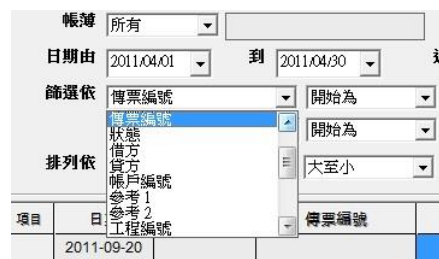 帳薄 所有
日期由 2011/04/01 到 2011/04/30
篩選依 傳票編號 開始為
傳票編號
狀態 開始為
借方
貸方
排列依 大至小
帳戶編號
參考 1
參考 2
工程編號
項目 傳票編號
2011-09-20